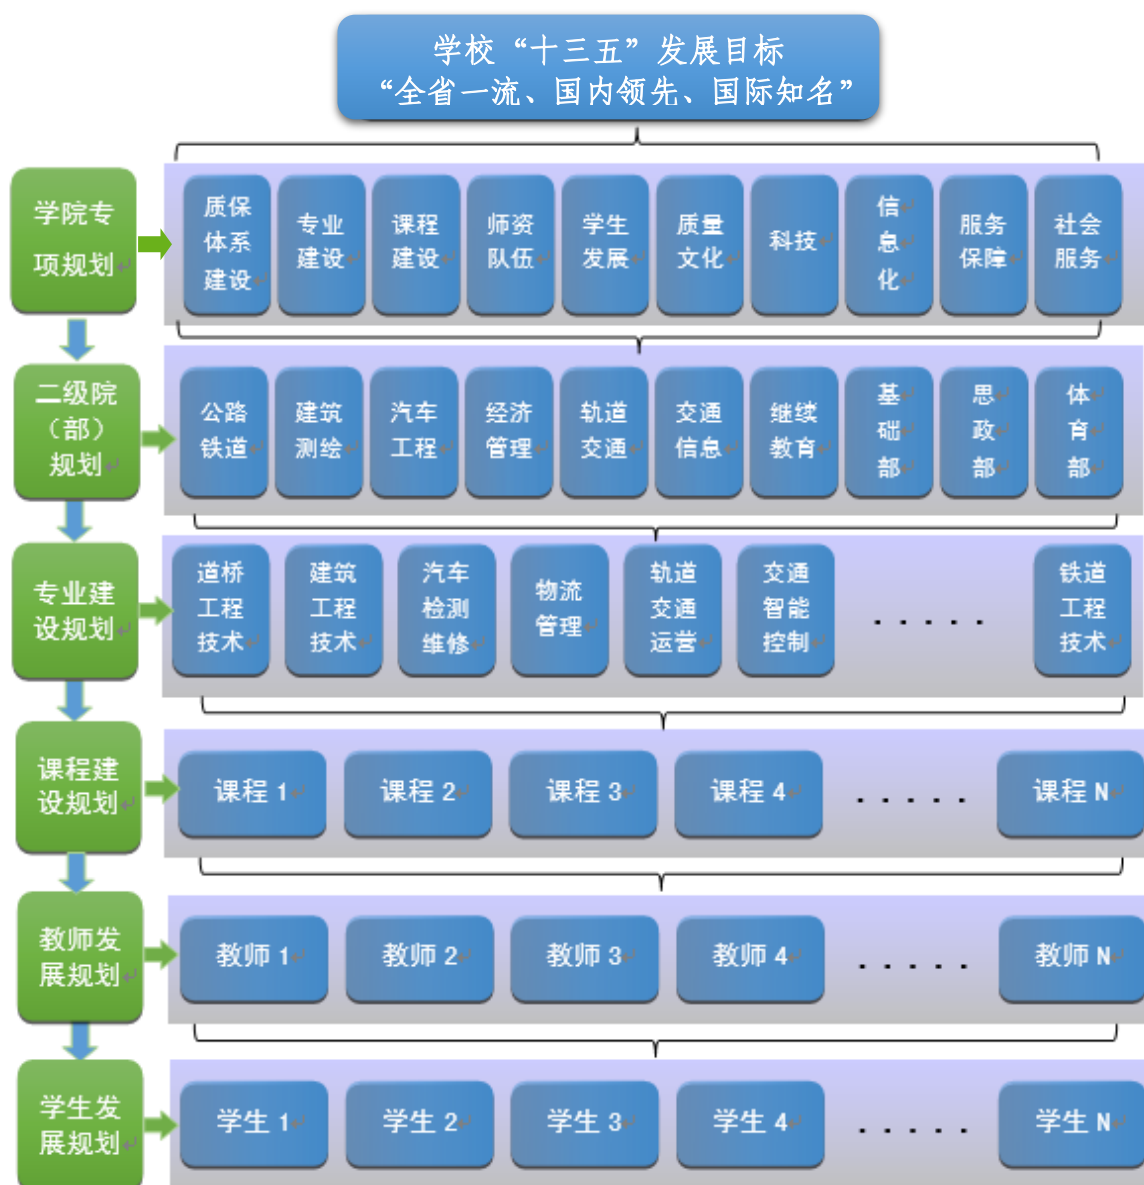 学校“十三五”发展目标
“全省一流、国内领先、国际知名”
学院专
项规划
质保
体系
建设
专业
建设
课程
建设
师资
队伍
学生
发展
质量
文化
科技
信
息
化
服务
保障
社会
服务
二级院
（部）
规划
公路
铁道
建筑
测绘
汽车
工程
经济
管理
轨道
交通
交通
信息
继续
教育
基
础
部
思
政
部
体
育
部
专业建
设规划
道桥
工程
技术
建筑
工程
技术
汽车
检测
维修
物流
管理
轨道
交通
运营
交通
智能
控制
.....
铁道
工程
技术
课程建
设规划
课程 1
课程 2
课程 3
课程 4
.....
课程 N
教师发
展规划
教师 1
教师 2
教师 3
教师 4
.....
教师 N
学生发
展规划
学生 1
学生 2
学生 3
学生 4
.....
学生 N